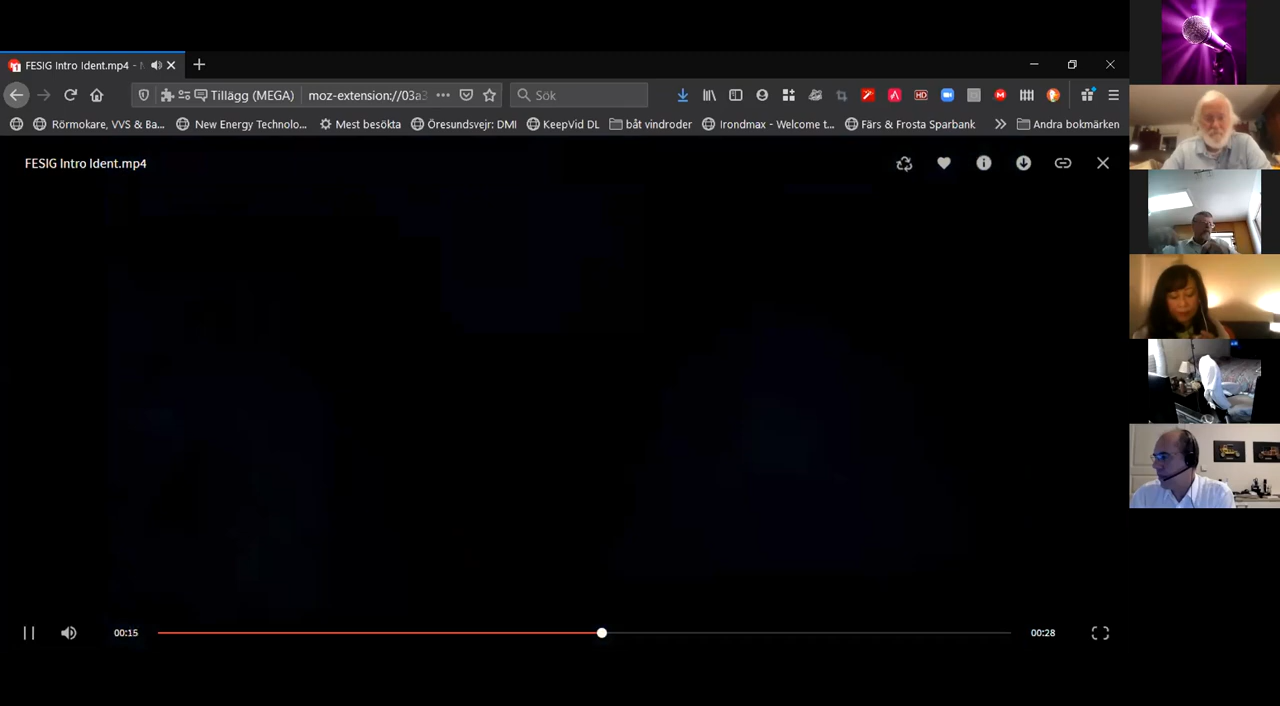 FESIG Intro Ident.mp4 -
Tillägg (MEGA)
moz-extension://03a3
Sök
Rörmokare, VVS & Ba...
New Energy Technolo...
Mest besökta
Öresundsvejr: DMI
KeepVid DL
båt vindroder
Irondmax - Welcome t...
Färs & Frosta Sparbank
Andra bokmärken
FESIG Intro Ident.mp4
00:15
00:28